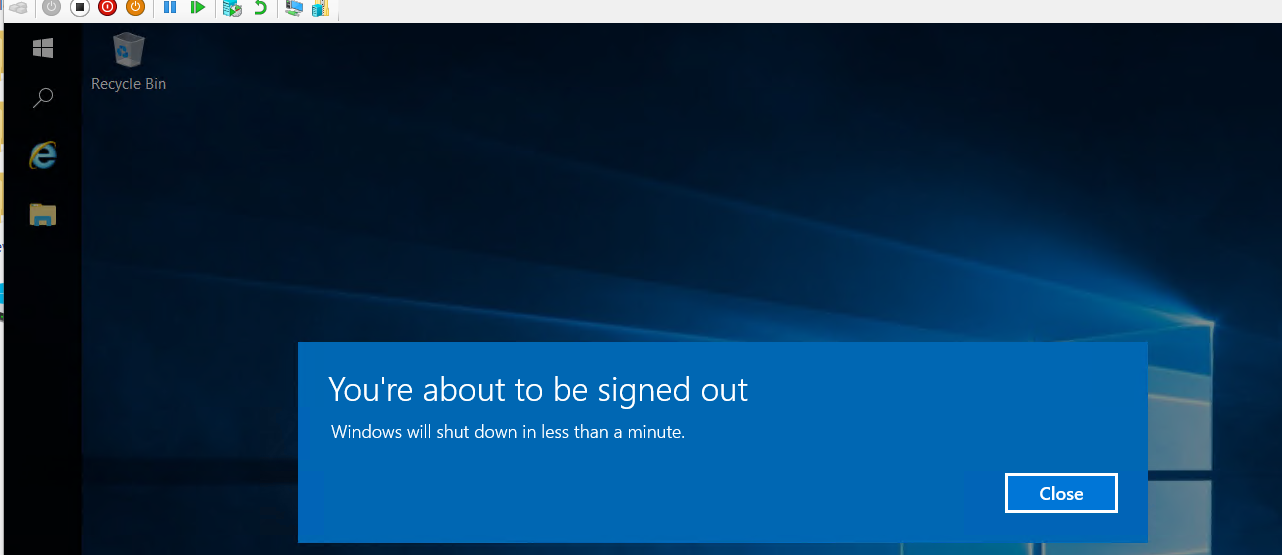 Recycle Bin
You're about to be signed out
Windows will shut down in less than a minute.
Close